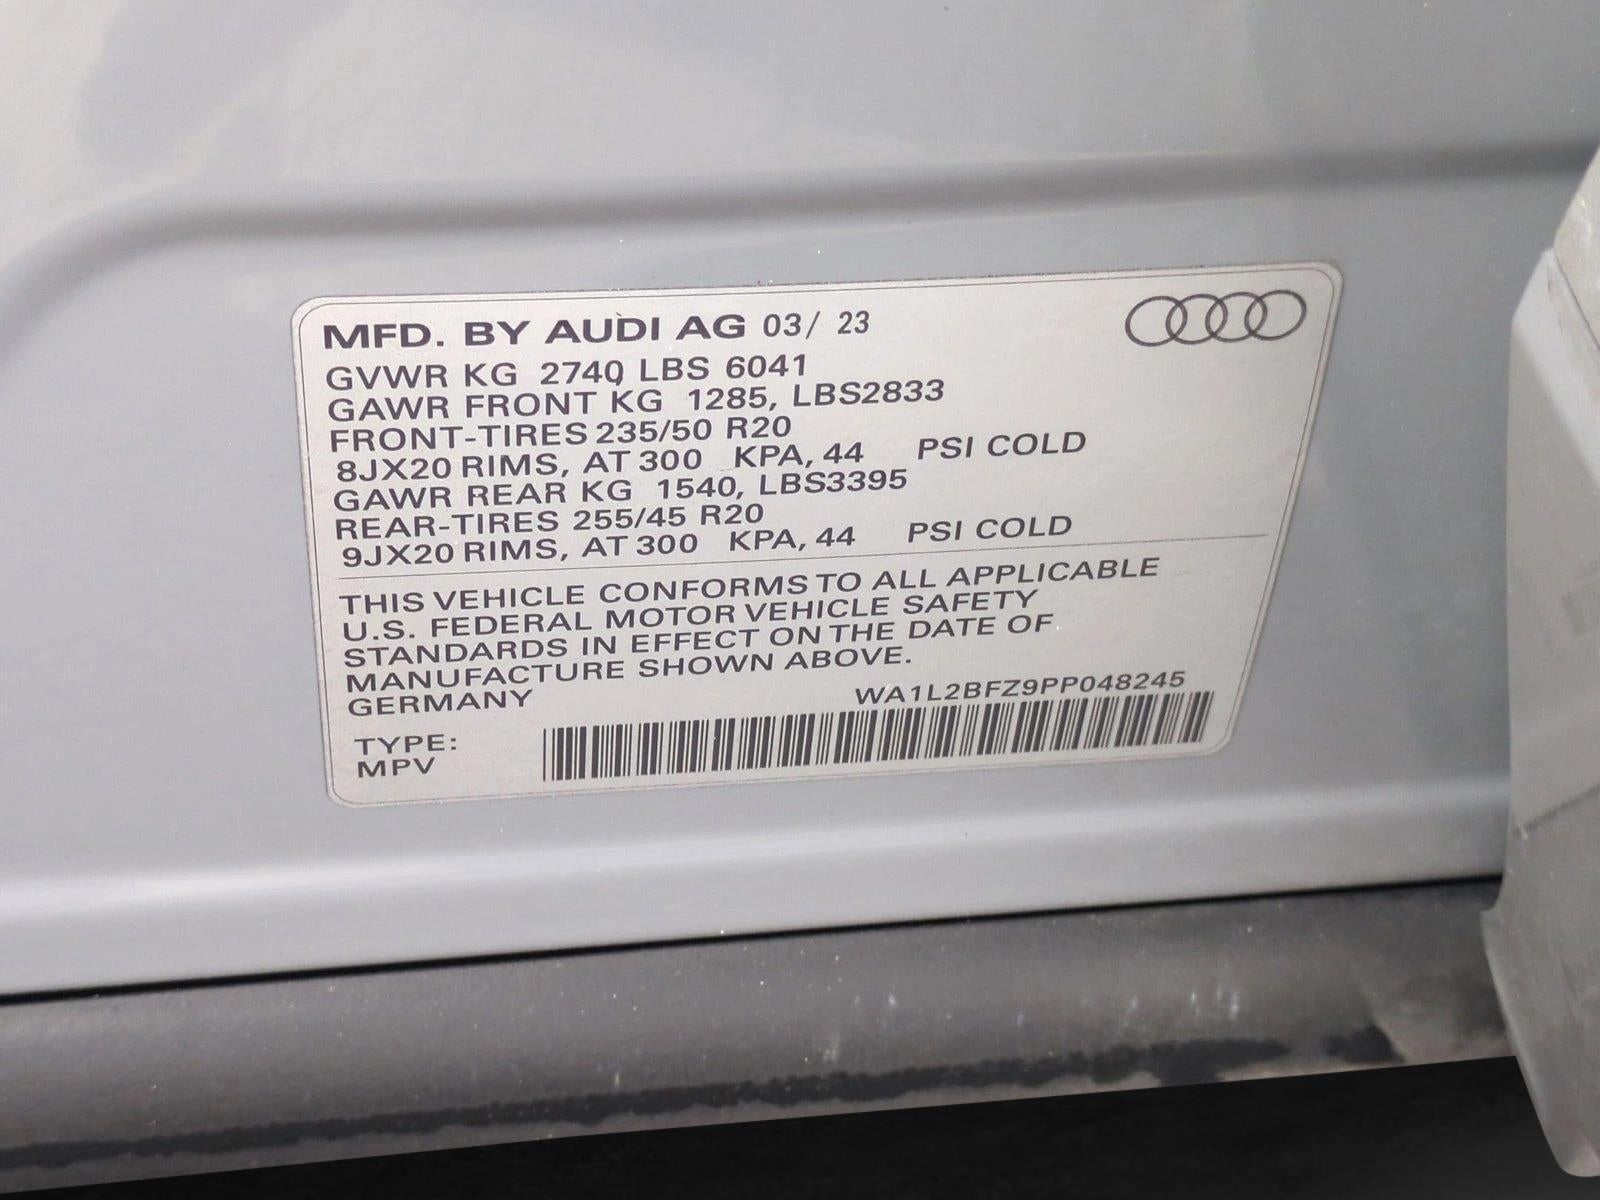 MFD. BY AUDI AG 03/ 23
GVWR KG 2740 LBS 6041
GAWR FRONT KG 1285, LBS2833
FRONT-TIRES 235/50 R20
8JX20 RIMS, AT 300 KPA, 44 PSI COLD
GAWR REAR KG 1540, LBS3395
REAR-TIRES 255/45 R20
9JX20 RIMS, AT 300 KPA, 44 PSI COLD
THIS VEHICLE CONFORMS TO ALL APPLICABLE
U.S. FEDERAL MOTOR VEHICLE SAFETY
STANDARDS IN EFFECT ON THE DATE OF
MANUFACTURE SHOWN ABOVE.
GERMANY WA1L2BFZ9PP048245
TYPE:
MPV